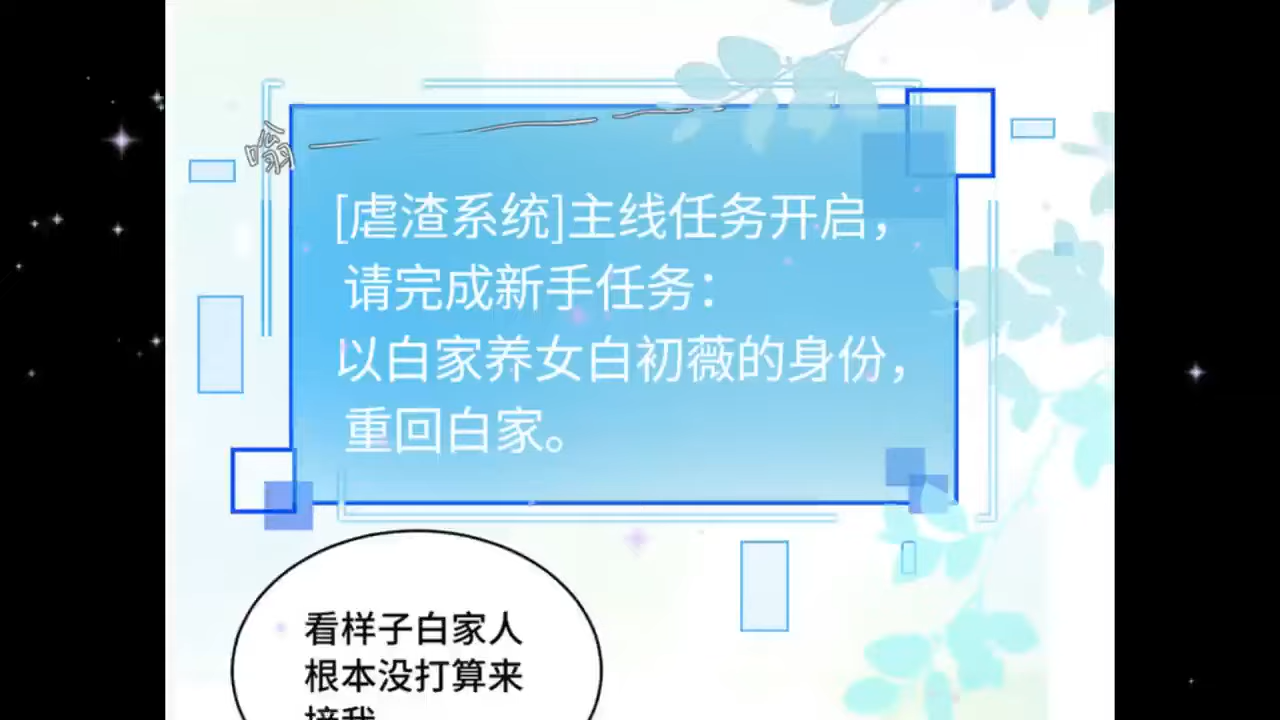 嗡
[虐渣系统]主线任务开启，
请完成新手任务：
以白家养女白初薇的身份，
重回白家。
看样子白家人
根本没打算来
接我